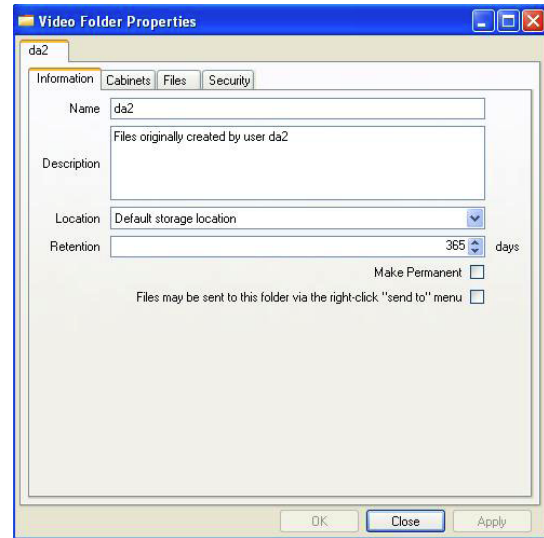 Video Folder Properties
da2
Information Cabinets Files Security
Name da2
Description Files originally created by user da2
Location Default storage location
Retention 365 days
Make Permanent
Files may be sent to this folder via the right-click "send to" menu
OK Close Apply